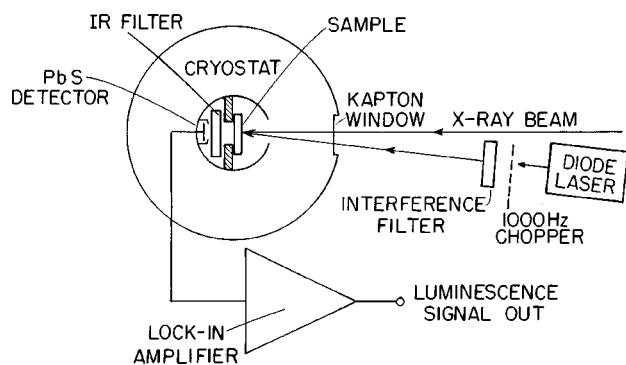 IR FILTER
SAMPLE
CRYOSTAT
PbS
DETECTOR
KAPTON
WINDOW
X-RAY BEAM
DIODE
LASER
INTERFERENCE
FILTER
1000Hz
CHOPPER
LUMINESCENCE
SIGNAL OUT
LOCK-IN
AMPLIFIER